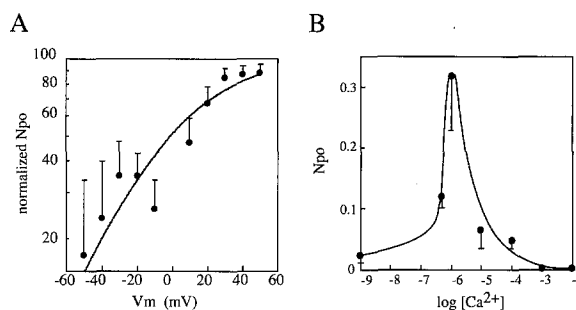 A
B
normalized Npo
100
80
60
40
20
-60 -40 -20 0 20 40 60
Vm (mV)
Npo
0.3
0.2
0.1
0
-9 -8 -7 -6 -5 -4 -3 -2 -
log [Ca2+]